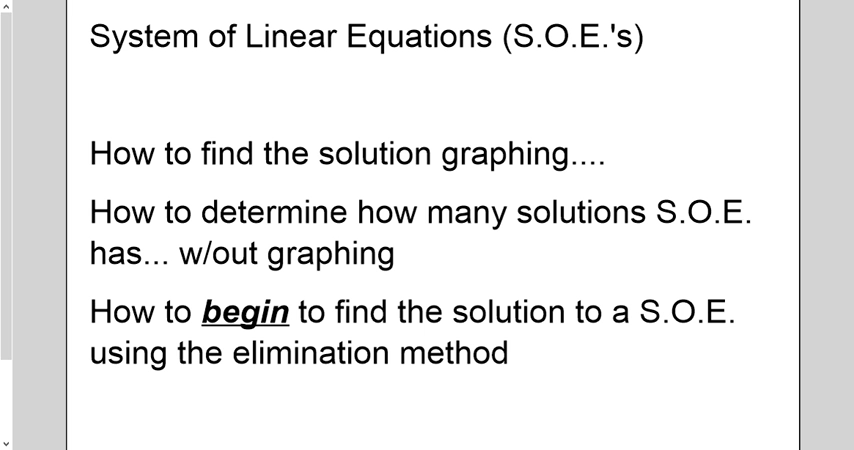 System of Linear Equations (S.O.E.'s)
How to find the solution graphing....
How to determine how many solutions S.O.E.
has... w/out graphing
How to begin to find the solution to a S.O.E.
using the elimination method